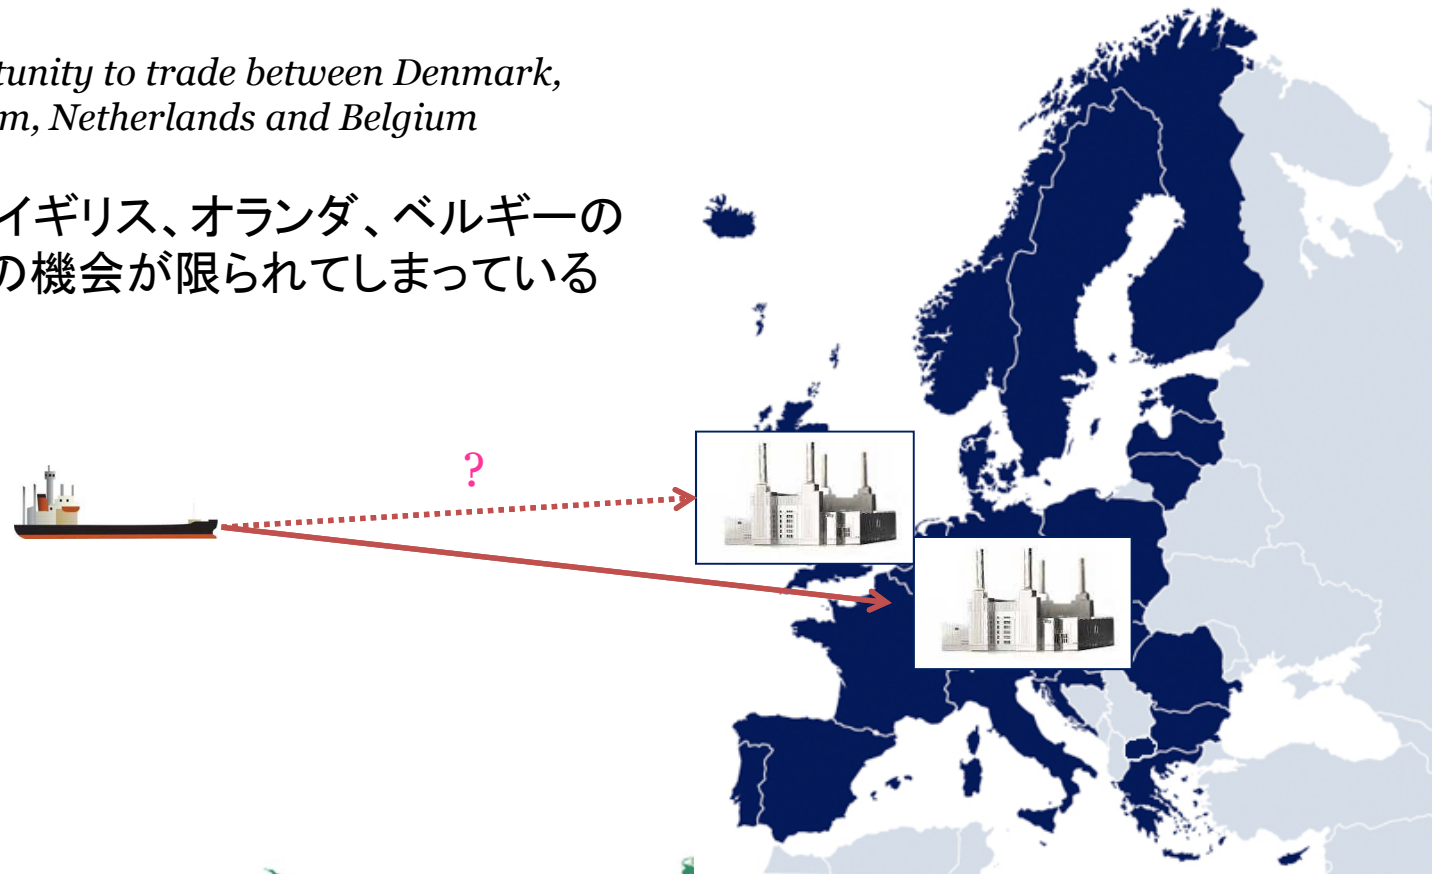 tunity to trade between Denmark,
m, Netherlands and Belgium
イギリス、オランダ、ベルギーの
の機会が限られてしまっている
?